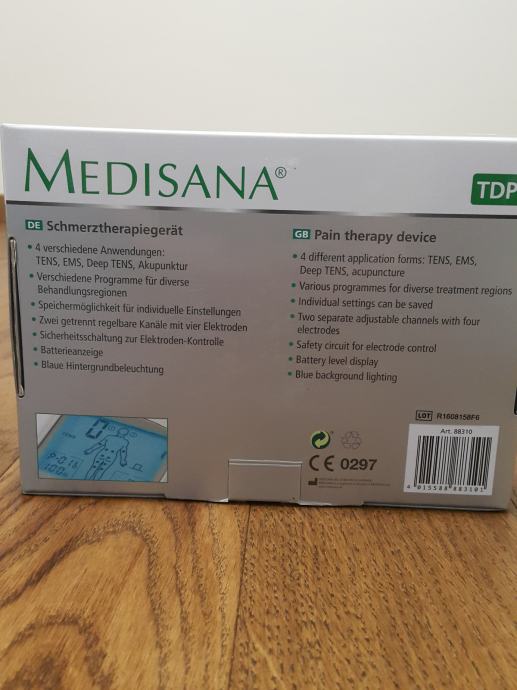 MEDISANA®
TDP
DE Schmerztherapiegerät
• 4 verschiedene Anwendungen:
TENS, EMS, Deep TENS, Akupunktur
• Verschiedene Programme für diverse
Behandlungsregionen
• Speichermöglichkeit für individuelle Einstellungen
• Zwei getrennt regelbare Kanäle mit vier Elektroden
• Sicherheitsschaltung zur Elektroden-Kontrolle
• Batterieanzeige
• Blaue Hintergrundbeleuchtung
GB Pain therapy device
• 4 different application forms: TENS, EMS,
Deep TENS, acupuncture
• Various programmes for diverse treatment regions
• Individual settings can be saved
• Two separate adjustable channels with four
electrodes
• Safety circuit for electrode control
• Battery level display
• Blue background lighting
LOT R1608158F6
Art. 88310
4 015588 883101
CE 0297
TENS